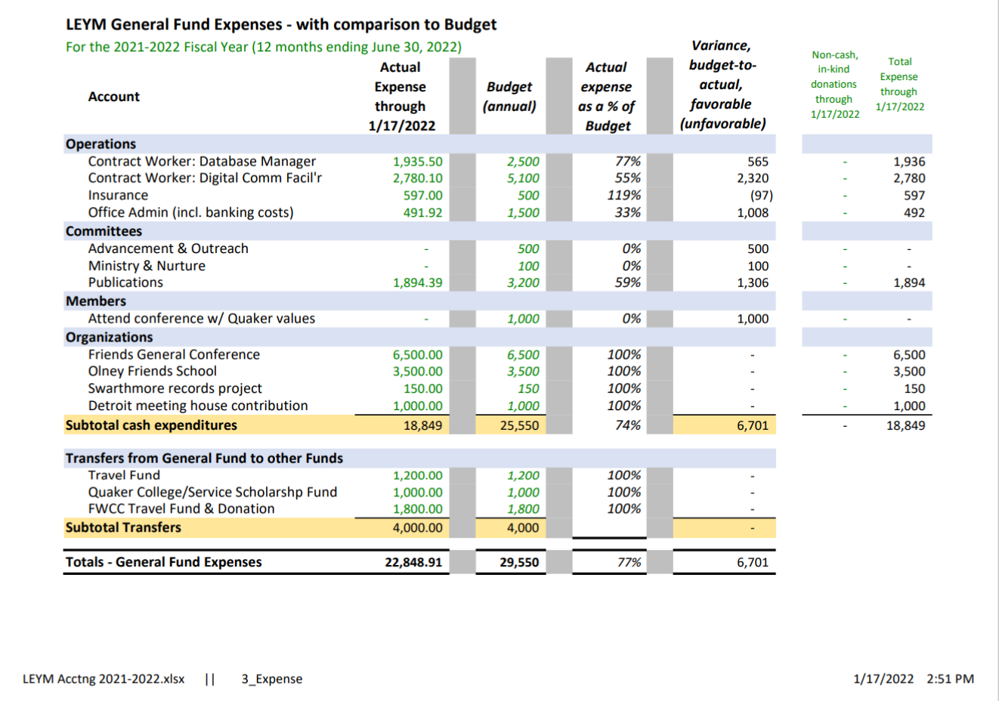 LEYM General Fund Expenses - with comparison to Budget
For the 2021-2022 Fiscal Year (12 months ending June 30, 2022)
Account
Actual Expense through 1/17/2022
Budget (annual)
Actual expense as a % of Budget
Variance, budget-to-actual, favorable (unfavorable)
Non-cash, in-kind donations through 1/17/2022
Total Expense through 1/17/2022
Operations
Contract Worker: Database Manager 1,935.50 2,500 77% 565 - 1,936
Contract Worker: Digital Comm Facil'r 2,780.10 5,100 55% 2,320 - 2,780
Insurance 597.00 500 119% (97) - 597
Office Admin (incl. banking costs) 491.92 1,500 33% 1,008 - 492
Committees
Advancement & Outreach - 500 0% 500 - -
Ministry & Nurture - 100 0% 100 - -
Publications 1,894.39 3,200 59% 1,306 - 1,894
Members
Attend conference w/ Quaker values - 1,000 0% 1,000 - -
Organizations
Friends General Conference 6,500.00 6,500 100% - - 6,500
Olney Friends School 3,500.00 3,500 100% - - 3,500
Swarthmore records project 150.00 150 100% - - 150
Detroit meeting house contribution 1,000.00 1,000 100% - - 1,000
Subtotal cash expenditures 18,849 25,550 74% 6,701 - 18,849
Transfers from General Fund to other Funds
Travel Fund 1,200.00 1,200 100% -
Quaker College/Service Scholarshp Fund 1,000.00 1,000 100% -
FWCC Travel Fund & Donation 1,800.00 1,800 100% -
Subtotal Transfers 4,000.00 4,000 -
Totals - General Fund Expenses 22,848.91 29,550 77% 6,701
LEYM Acctng 2021-2022.xlsx || 3_Expense 1/17/2022 2:51 PM